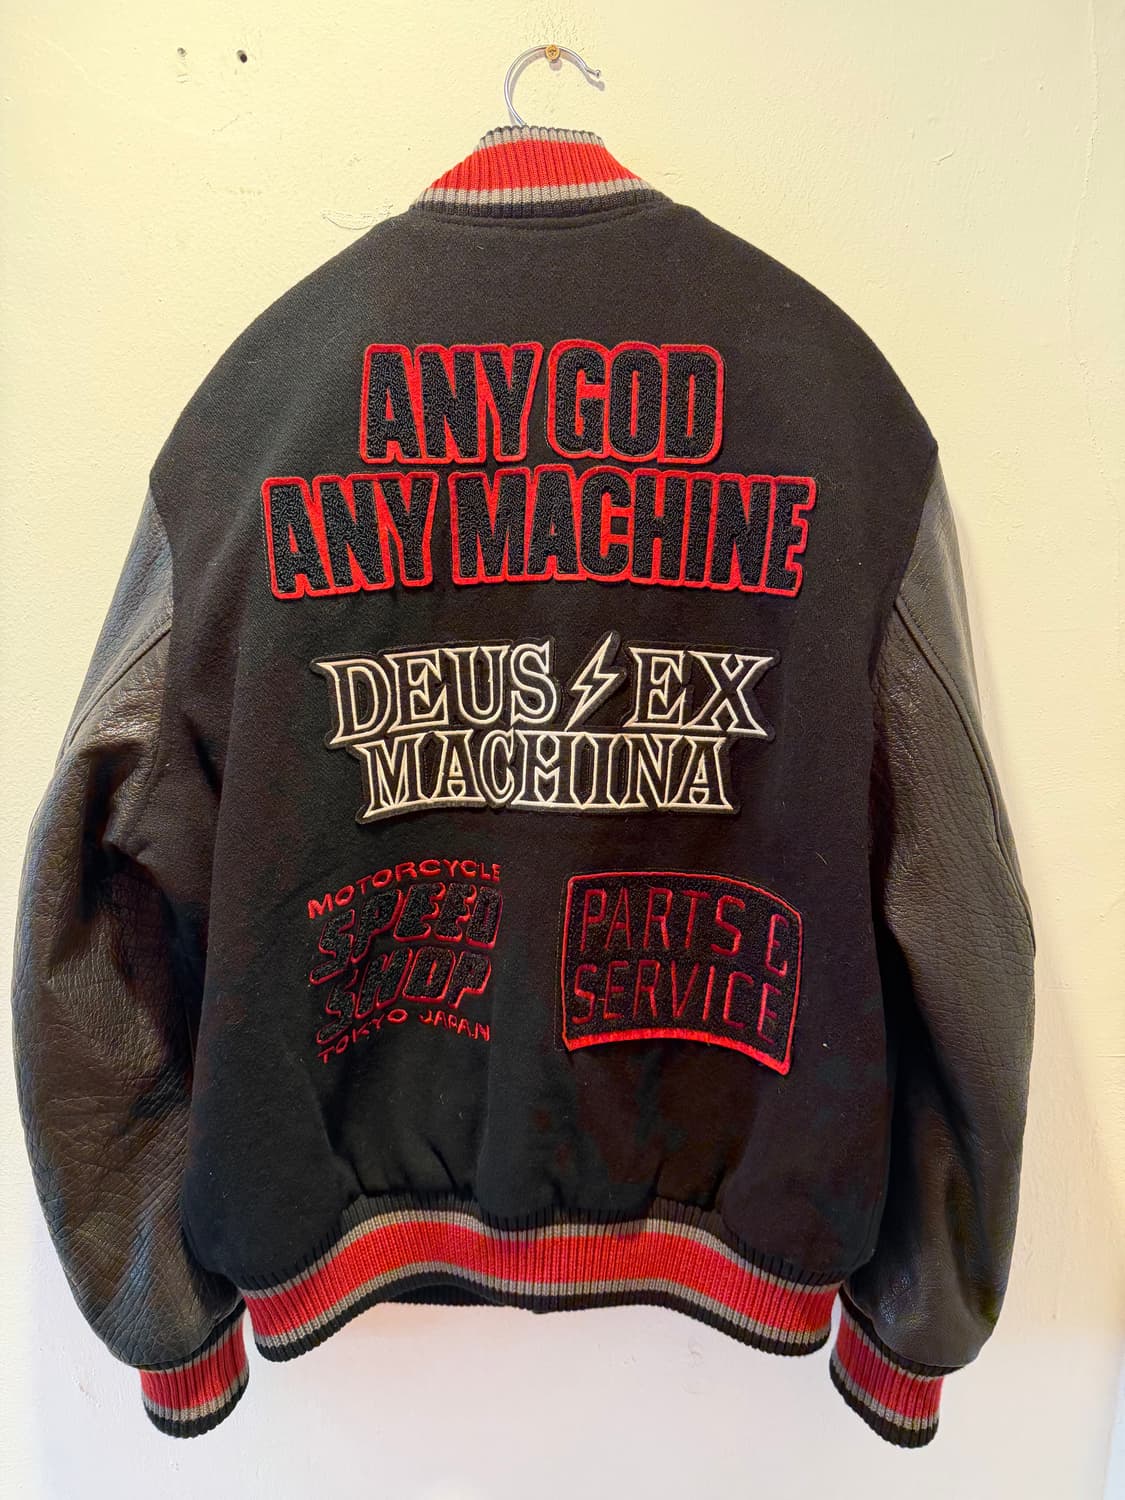 ANY GOD
ANY MACHINE
DEUS EX
MACHINA
MOTORCYCLE
SPEED
SHOP
TOKYO JAPAN
PARTS &
SERVICE